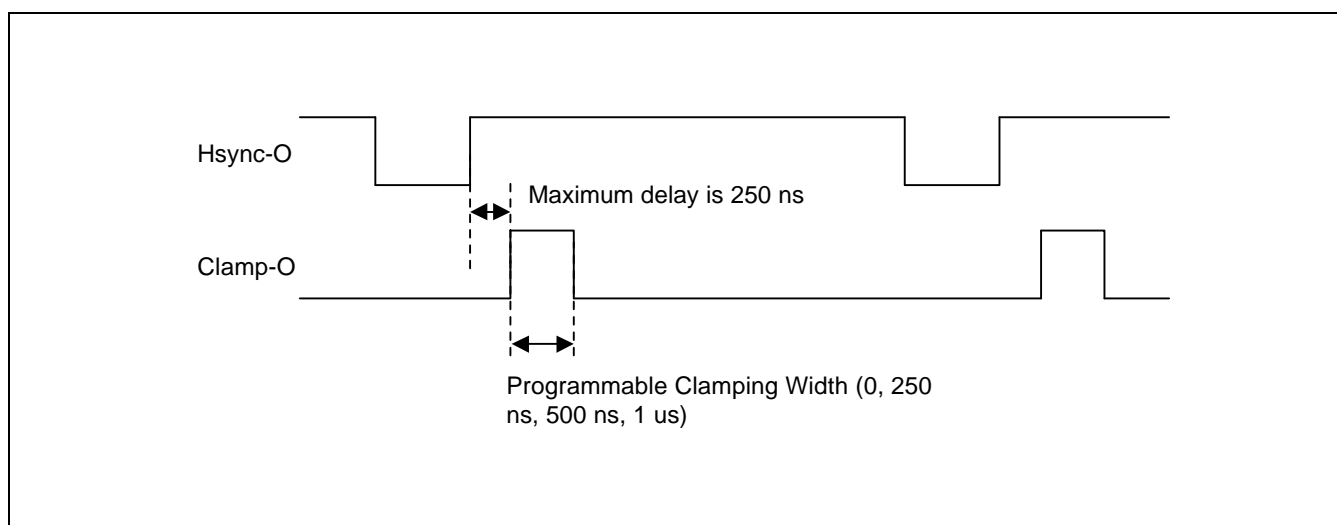 Hsync-O
Maximum delay is 250 ns
Clamp-O
Programmable Clamping Width (0, 250
ns, 500 ns, 1 us)